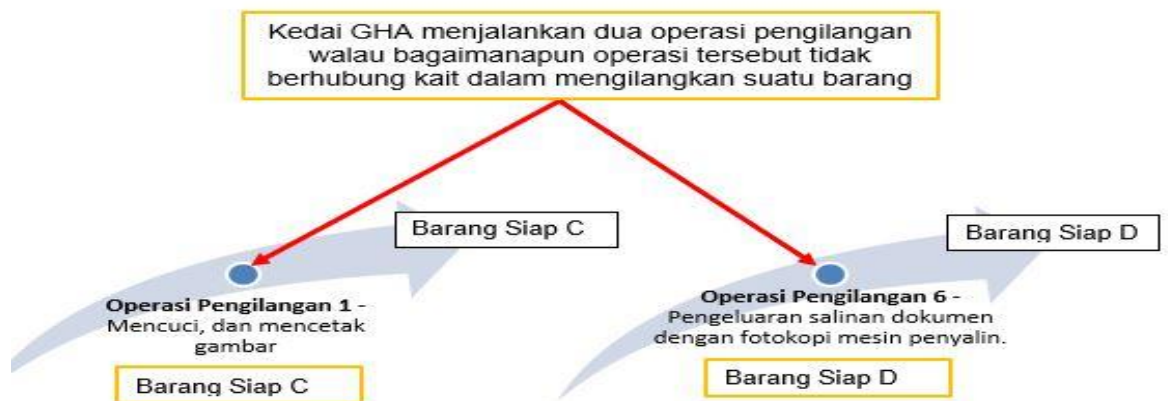 Kedai GHA menjalankan dua operasi pengilangan
walau bagaimanapun operasi tersebut tidak
berhubung kait dalam mengilangkan suatu barang
Barang Siap C
Barang Siap D
Operasi Pengilangan 1 -
Mencuci, dan mencetak
gambar
Operasi Pengilangan 6 -
Pengeluaran salinan dokumen
dengan fotokopi mesin penyalin.
Barang Siap C
Barang Siap D